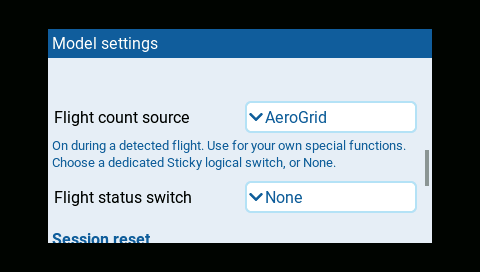 Model settings
Flight count source
AeroGrid
On during a detected flight. Use for your own special functions.
Choose a dedicated Sticky logical switch, or None.
Flight status switch
None
Session reset